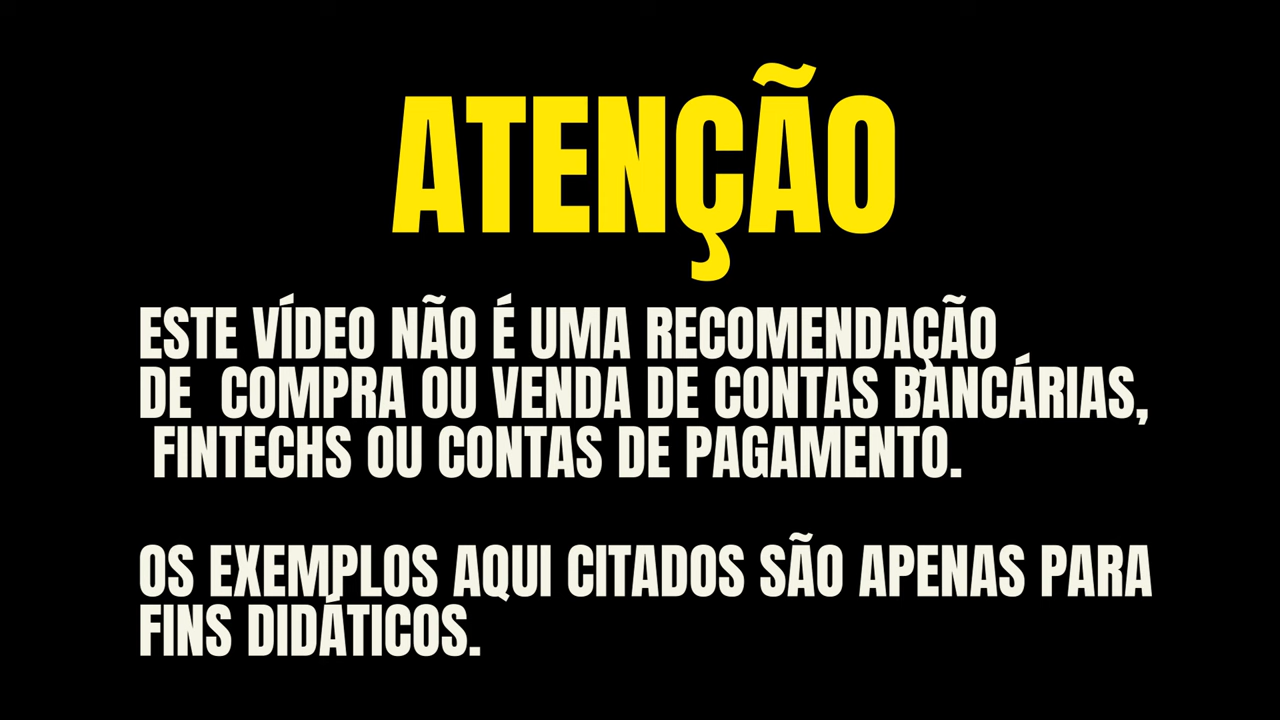 ATENÇÃO
ESTE VÍDEO NÃO É UMA RECOMENDAÇÃO
DE COMPRA OU VENDA DE CONTAS BANCÁRIAS,
FINTECHS OU CONTAS DE PAGAMENTO.
OS EXEMPLOS AQUI CITADOS SÃO APENAS PARA
FINS DIDÁTICOS.